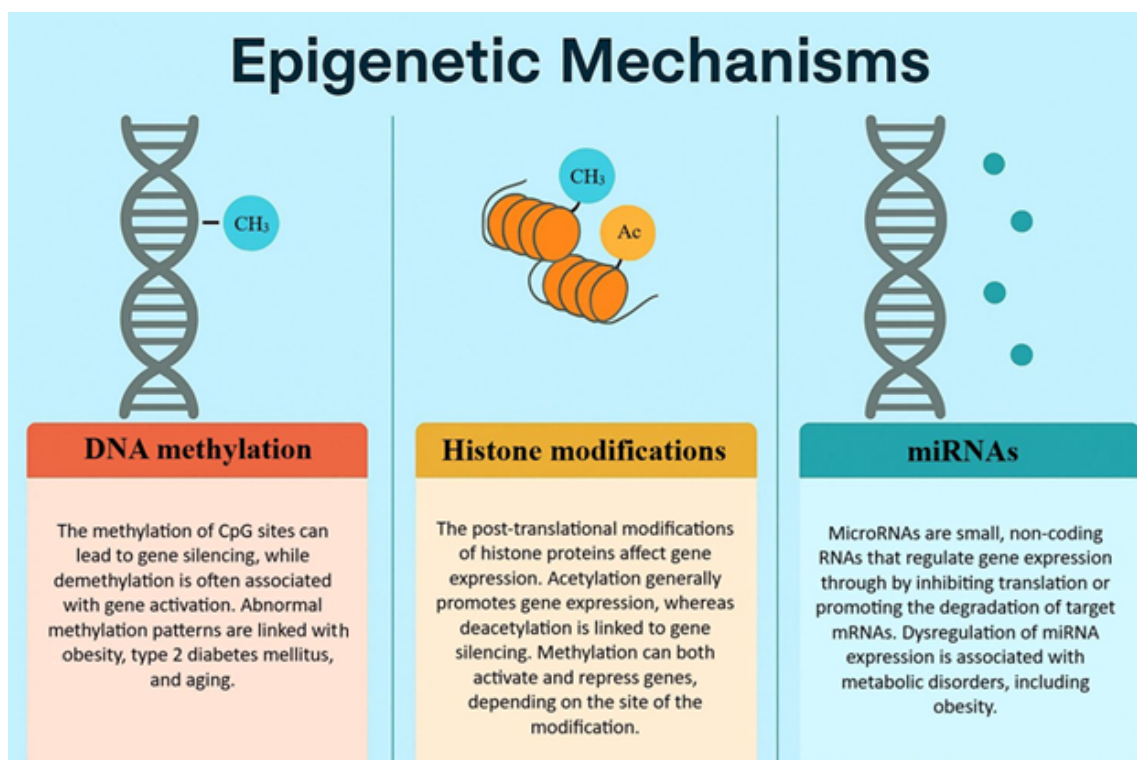 Epigenetic Mechanisms
CH₃
CH₃
Ac
DNA methylation
The methylation of CpG sites can
lead to gene silencing, while
demethylation is often associated
with gene activation. Abnormal
methylation patterns are linked with
obesity, type 2 diabetes mellitus,
and aging.
Histone modifications
The post-translational modifications
of histone proteins affect gene
expression. Acetylation generally
promotes gene expression, whereas
deacetylation is linked to gene
silencing. Methylation can both
activate and repress genes,
depending on the site of the
modification.
miRNAs
MicroRNAs are small, non-coding
RNAs that regulate gene expression
through by inhibiting translation or
promoting the degradation of target
mRNAs. Dysregulation of miRNA
expression is associated with
metabolic disorders, including
obesity.